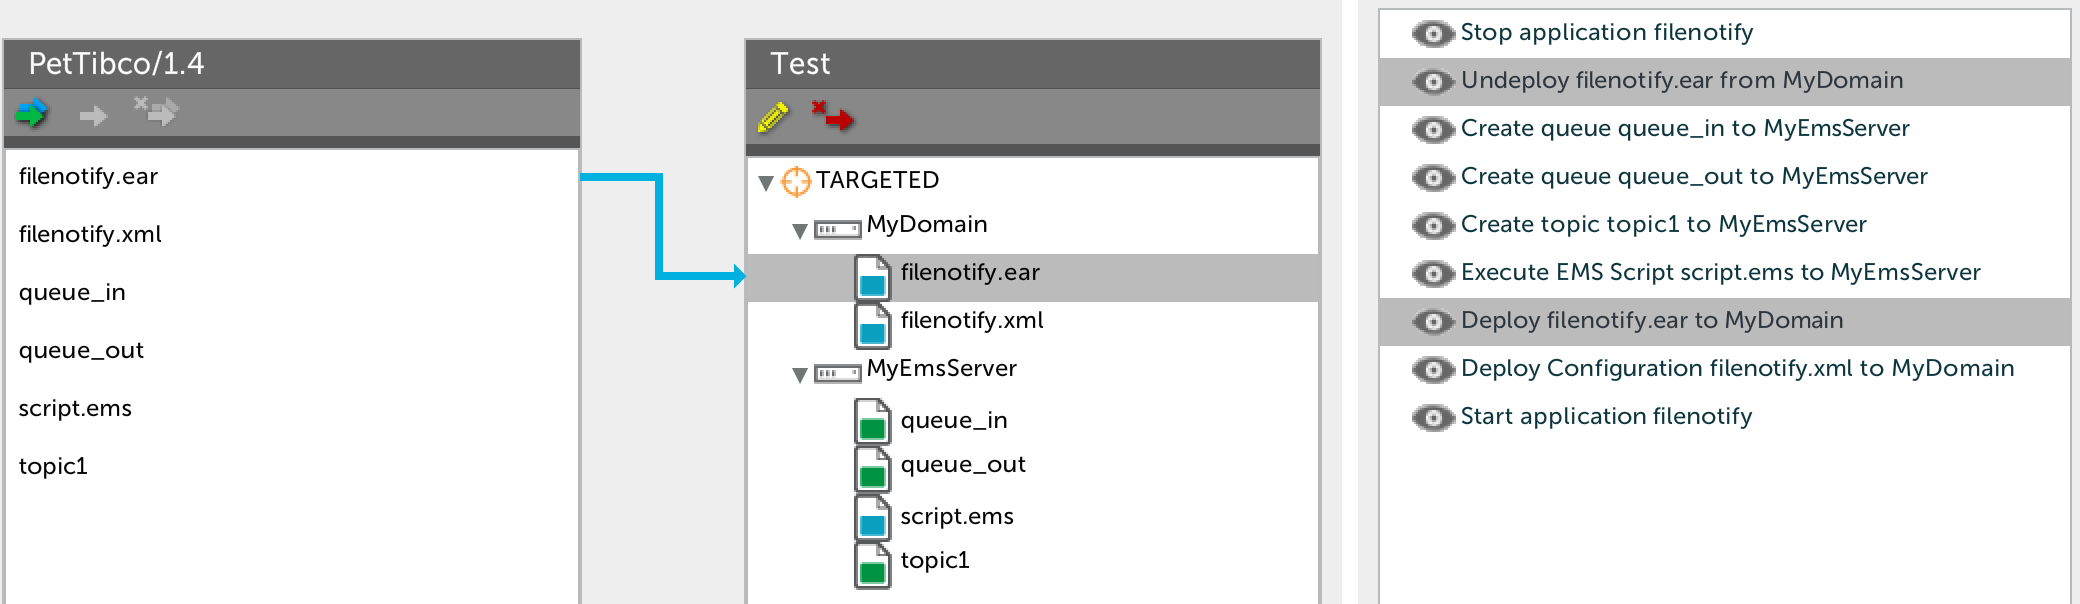 PetTibco/1.4
filenotify.ear
filenotify.xml
queue_in
queue_out
script.ems
topic1
Test
TARGETED
MyDomain
filenotify.ear
filenotify.xml
MyEmsServer
queue_in
queue_out
script.ems
topic1
Stop application filenotify
Undeploy filenotify.ear from MyDomain
Create queue queue_in to MyEmsServer
Create queue queue_out to MyEmsServer
Create topic topic1 to MyEmsServer
Execute EMS Script script.ems to MyEmsServer
Deploy filenotify.ear to MyDomain
Deploy Configuration filenotify.xml to MyDomain
Start application filenotify